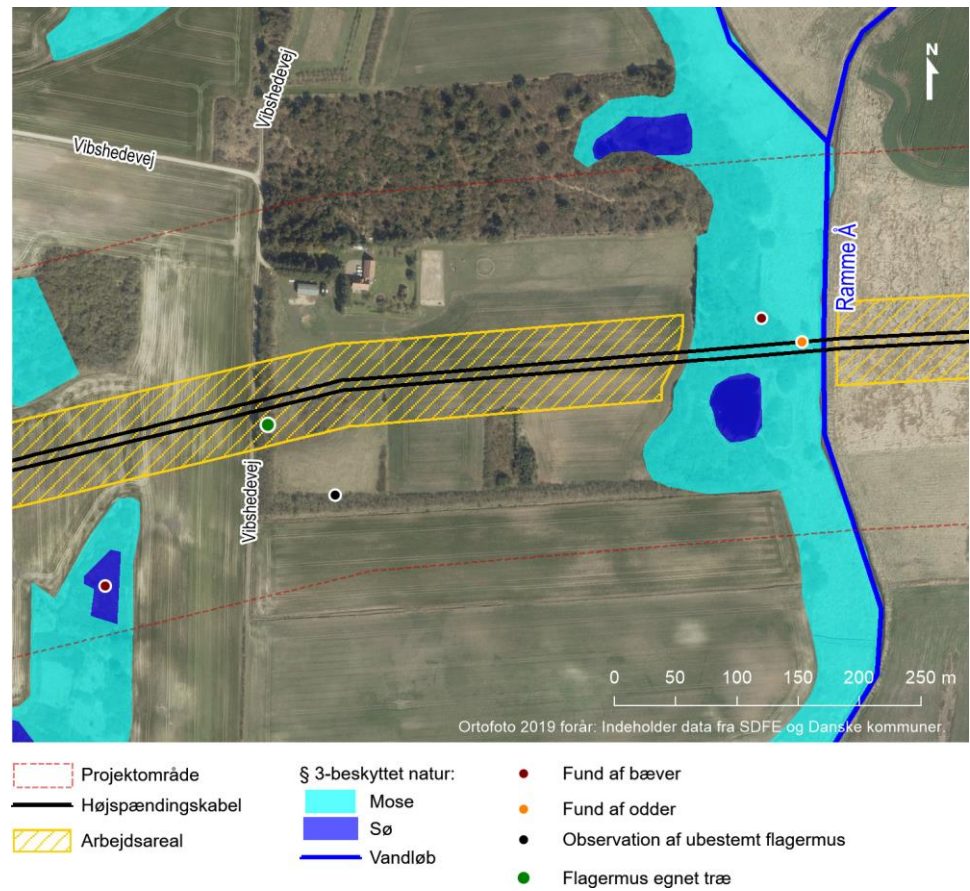 N
Vibshedevej
Vibshedevej
Ramme Å
Vibshedevej
0 50 100 150 200 250 m
Ortofoto 2019 forår: Indeholder data fra SDFE og Danske kommuner.
Projektområde
Højspændingskabel
Arbejdsareal
§ 3-beskyttet natur:
Mose
Sø
Vandløb
Fund af bæver
Fund af odder
Observation af ubestemt flagermus
Flagermus egnet træ